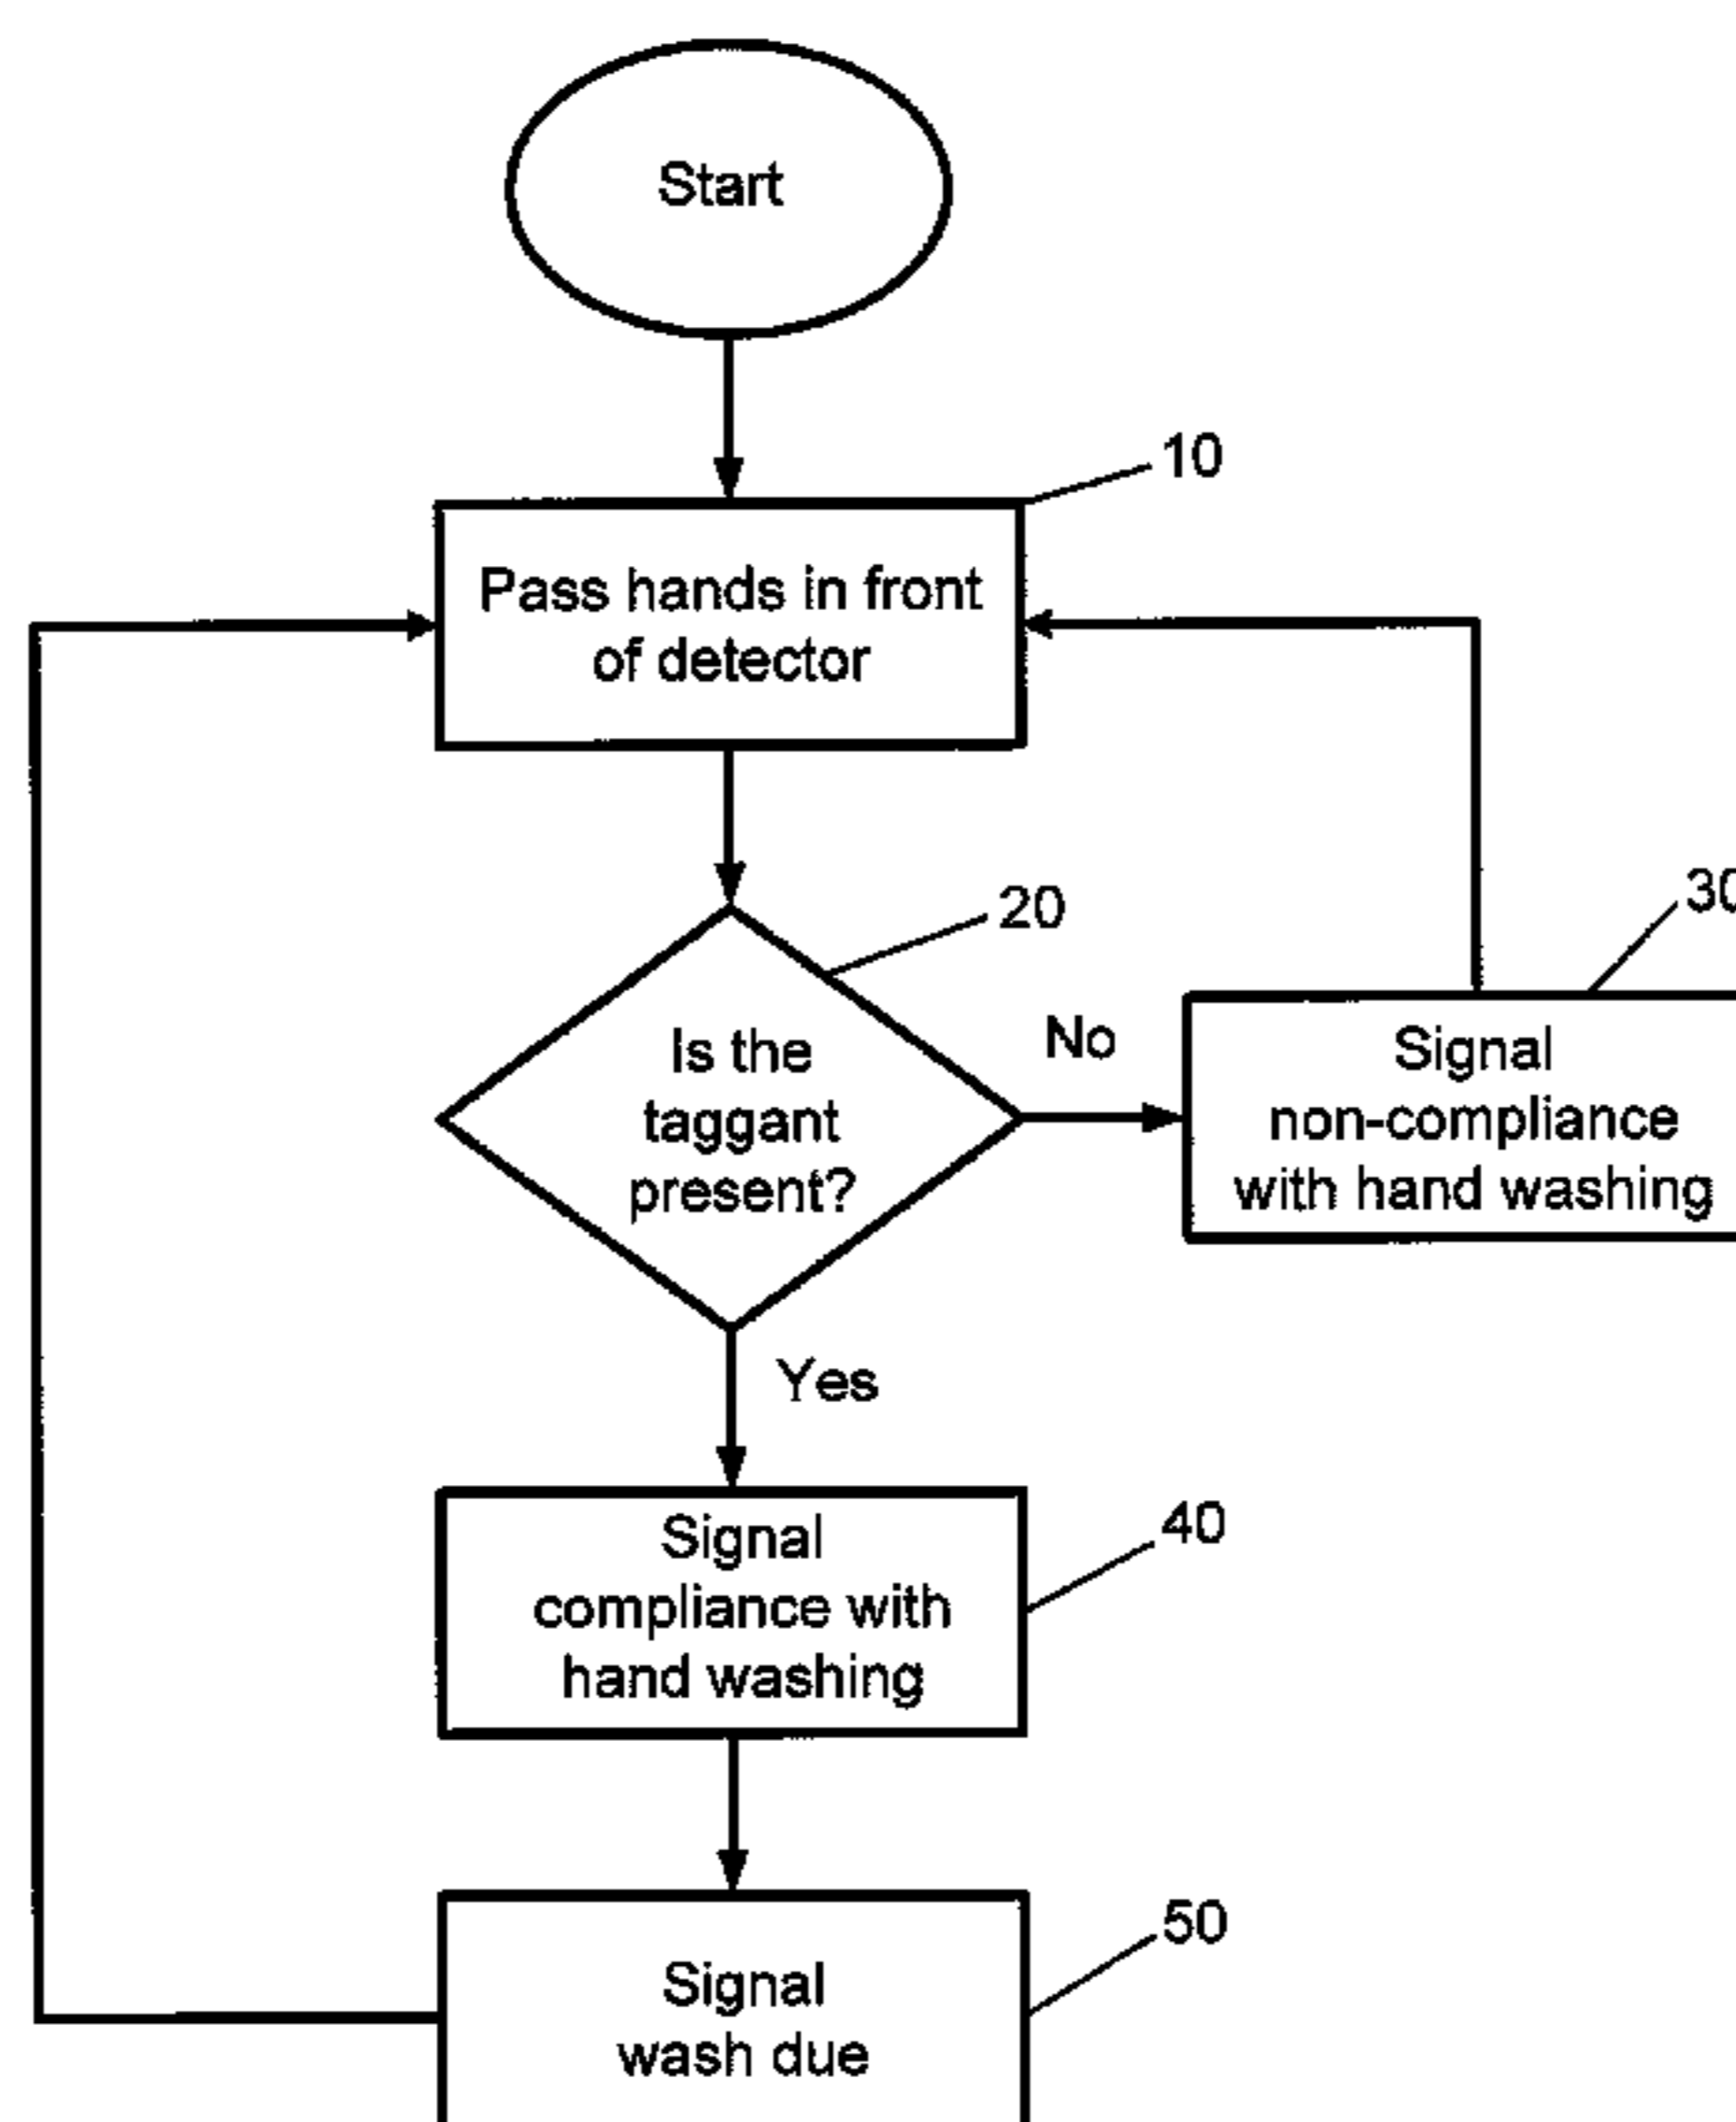 Start
10
Pass hands in front
of detector
20
30
Is the
taggant
present?
No
Signal
non-compliance
with hand washing
Yes
Signal
compliance with
hand washing
40
50
Signal
wash due